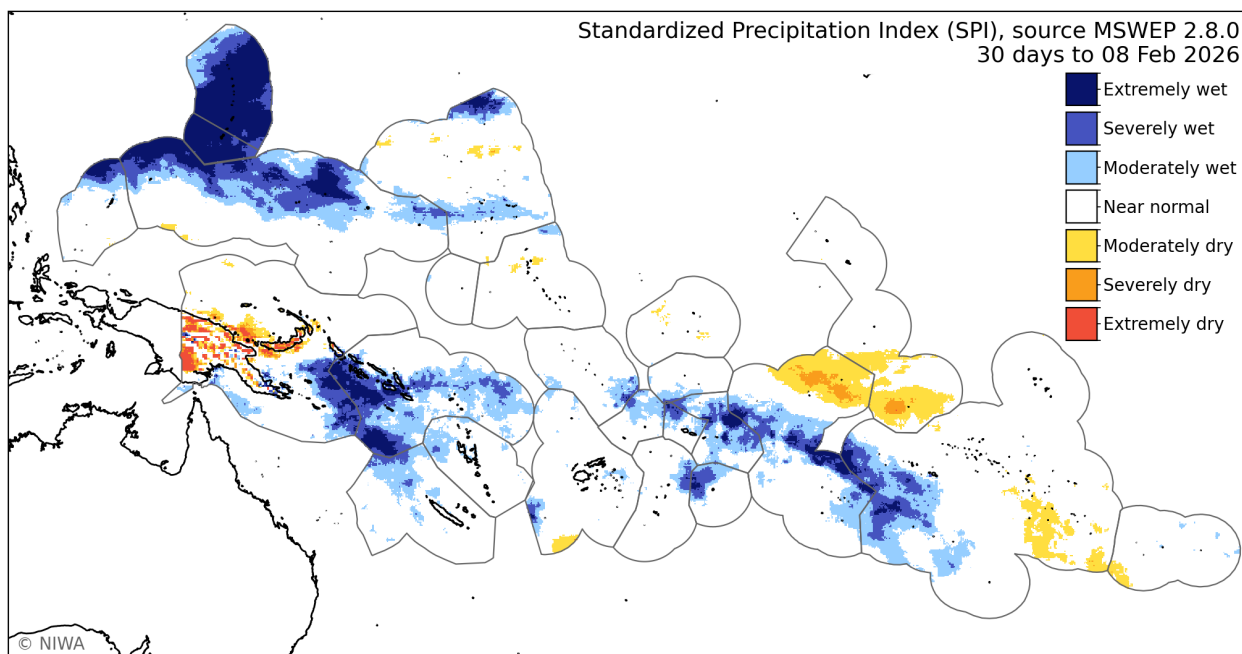 Standardized Precipitation Index (SPI), source MSWEP 2.8.0
30 days to 08 Feb 2026
Extremely wet
Severely wet
Moderately wet
Near normal
Moderately dry
Severely dry
Extremely dry
© NIWA